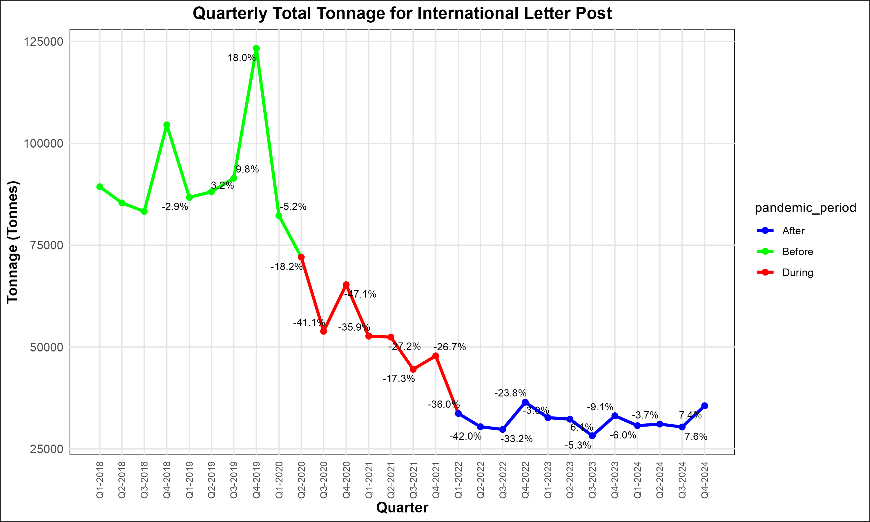 Quarterly Total Tonnage for International Letter Post
Tonnage (Tonnes)
125000
100000
75000
50000
25000
-2.9%
3.2%
9.8%
18.0%
-5.2%
-18.2%
-41.1%
-47.1%
-35.9%
-27.2%
-17.3%
-26.7%
-36.0%
-42.0%
-33.2%
-23.8%
-5.3%
-9.1%
-6.0%
-3.7%
7.6%
7.4%
Q1-2018
Q2-2018
Q3-2018
Q4-2018
Q1-2019
Q2-2019
Q3-2019
Q4-2019
Q1-2020
Q2-2020
Q3-2020
Q4-2020
Q1-2021
Q2-2021
Q3-2021
Q4-2021
Q1-2022
Q2-2022
Q3-2022
Q4-2022
Q1-2023
Q2-2023
Q3-2023
Q4-2023
Q1-2024
Q2-2024
Q3-2024
Q4-2024
Quarter
pandemic_period
After
Before
During